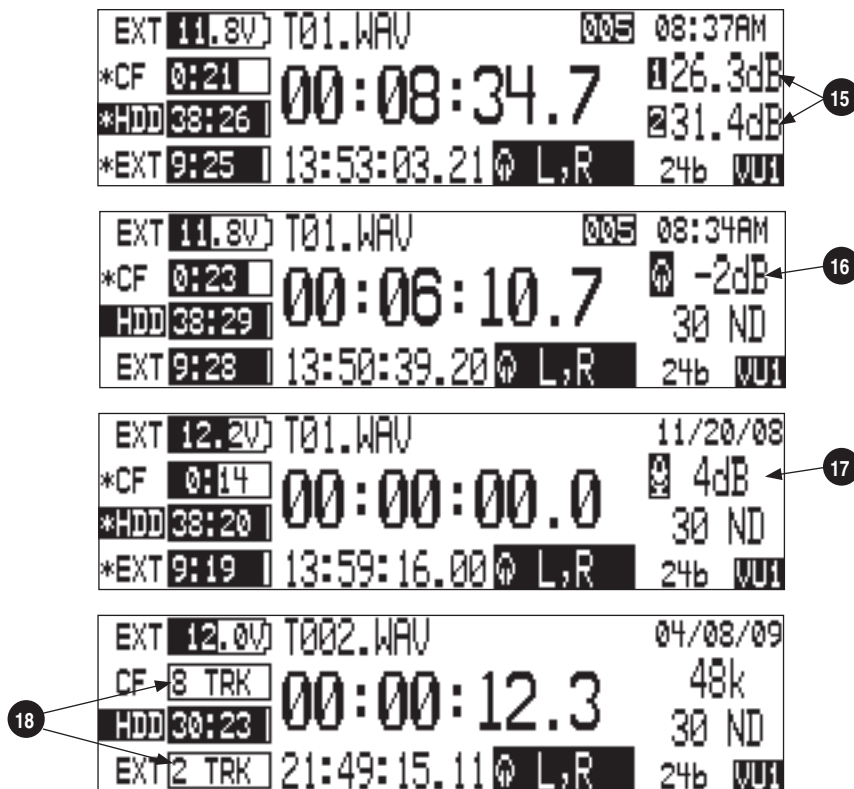 EXT 11.8V T01.WAV 005 08:37AM
*CF 0:21 00:08:34.7 1 26.3dB
*HDD 38:26 2 31.4dB
15
*EXT 9:25 13:53:03.21 L,R 24b VU1
EXT 11.8V T01.WAV 005 08:34AM
*CF 0:23 00:06:10.7 -2dB
16
HDD 38:29 30 ND
EXT 9:28 13:50:39.20 L,R 24b VU1
EXT 12.2V T01.WAV 11/20/08
*CF 0:14 00:00:00.0 4dB
17
*HDD 38:20 30 ND
*EXT 9:19 13:59:16.00 L,R 24b VU1
EXT 12.0V T002.WAV 04/08/09
CF 8 TRK 00:00:12.3 48k
18
HDD 30:23 30 ND
EXT 2 TRK 21:49:15.11 L,R 24b VU1